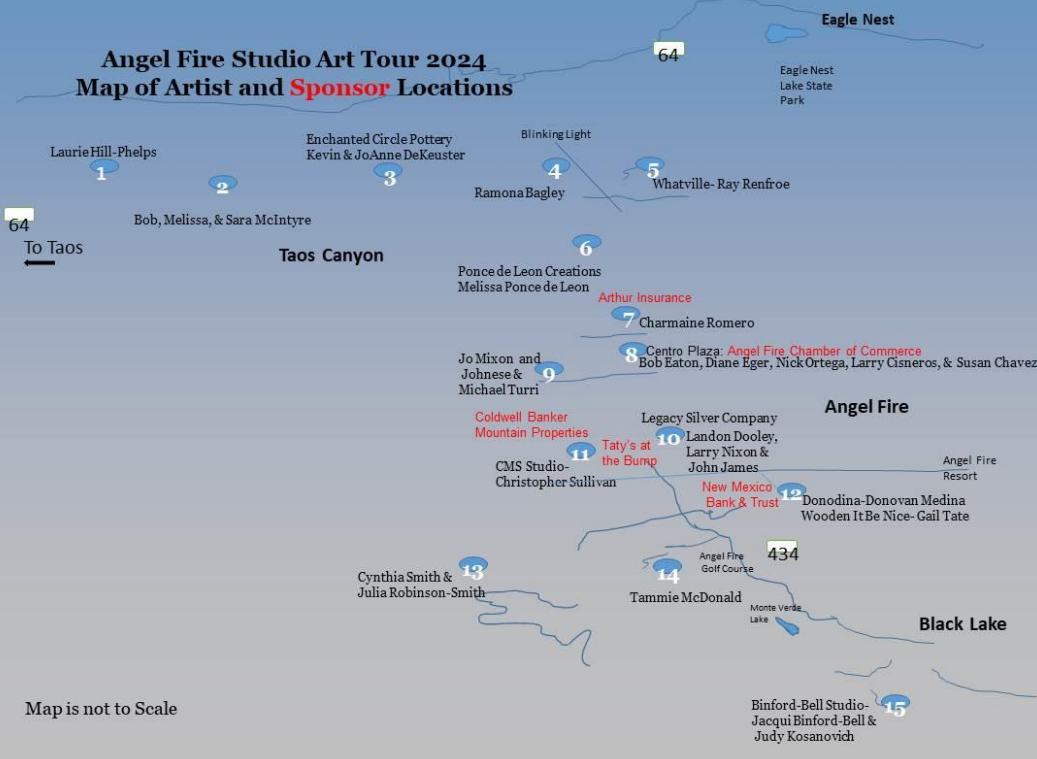 Eagle Nest
Angel Fire Studio Art Tour 2024
Map of Artist and Sponsor Locations
64
Eagle Nest
Lake State
Park
Blinking Light
Laurie Hill-Phelps
1
2
Bob, Melissa, & Sara McIntyre
Enchanted Circle Pottery
Kevin & JoAnne DeKeuster
3
4
Ramona Bagley
5
Whatville- Ray Renfroe
64
To Taos
Taos Canyon
6
Ponce de Leon Creations
Melissa Ponce de Leon
Arthur Insurance
7
Charmaine Romero
8
Centro Plaza: Angel Fire Chamber of Commerce
Bob Eaton, Diane Eger, Nick Ortega, Larry Cisneros, & Susan Chavez
Jo Mixon and
Johnese &
Michael Turri
9
Angel Fire
Coldwell Banker
Mountain Properties
11
CMS Studio-
Christopher Sullivan
Taty's at
the Bump
Legacy Silver Company
10
Landon Dooley,
Larry Nixon &
John James
Angel Fire
Resort
New Mexico
Bank & Trust
12
Donodina-Donovan Medina
Wooden It Be Nice- Gail Tate
434
Angel Fire
Golf Course
13
Cynthia Smith &
Julia Robinson-Smith
14
Tammie McDonald
Monte Verde
Lake
Black Lake
Map is not to Scale
Binford-Bell Studio-
Jacqui Binford-Bell &
Judy Kosanovich
15